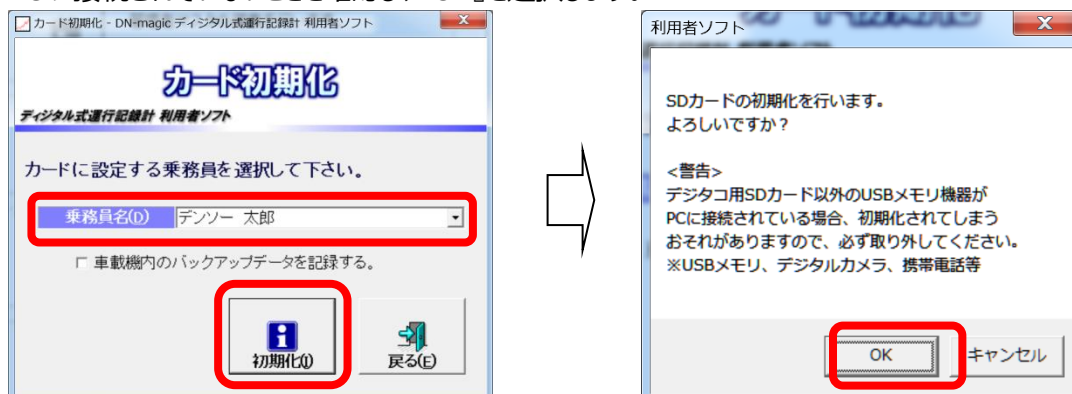 カード初期化 - DN-magic ディジタル式運行記録計 利用者ソフト
カード初期化
ディジタル式運行記録計 利用者ソフト
カードに設定する乗務員を選択して下さい。
乗務員名(D) デンソー 太郎
車載機内のバックアップデータを記録する。
初期化(I)
戻る(E)
利用者ソフト
SDカードの初期化を行います。
よろしいですか？
<警告>
デジタコ用SDカード以外のUSBメモリ機器が
PCに接続されている場合、初期化されてしまう
おそれがありますので、必ず取り外してください。
※USBメモリ、デジタルカメラ、携帯電話等
OK
キャンセル